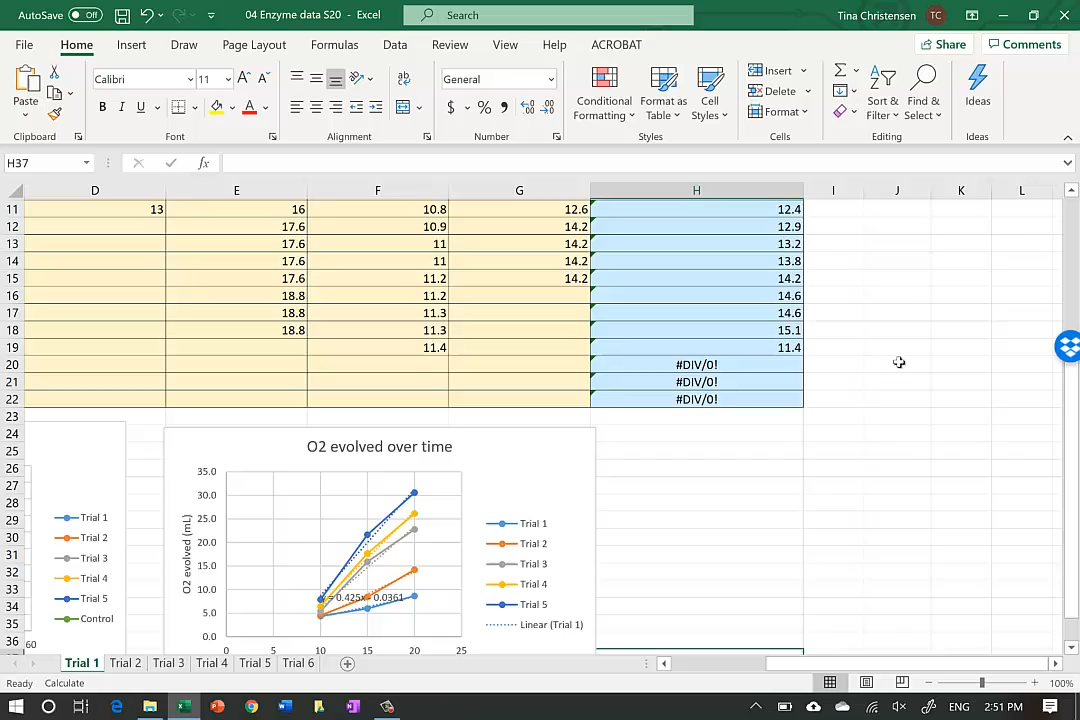 AutoSave Off 04 Enzyme data S20 - Excel Search Tina Christensen TC
File Home Insert Draw Page Layout Formulas Data Review View Help ACROBAT Share Comments
Calibri 11 General Insert
Paste Conditional Format as Cell Delete Sort & Find & Ideas
B I U $ % Formatting Table Styles Format Filter Select
Clipboard Font Alignment Number Styles Cells Editing Ideas
H37 fx
D E F G H I J K L
11 13 16 10.8 12.6 12.4
12 17.6 10.9 14.2 12.9
13 17.6 11 14.2 13.2
14 17.6 11 14.2 13.8
15 17.6 11.2 14.2 14.2
16 18.8 11.2 14.6
17 18.8 11.3 14.6
18 18.8 11.3 15.1
19 11.4 11.4
20 #DIV/0!
21 #DIV/0!
22 #DIV/0!
23
24
25
26
27
28
29
30
31
32
33
34
35
36
Trial 1
Trial 2
Trial 3
Trial 4
Trial 5
Control
60
O2 evolved over time
O2 evolved (mL)
35.0
30.0
25.0
20.0
15.0
10.0
5.0
0.0
0 5 10 15 20 25
= 0.425x + 0.0361
Trial 1
Trial 2
Trial 3
Trial 4
Trial 5
Linear (Trial 1)
Trial 1 Trial 2 Trial 3 Trial 4 Trial 5 Trial 6
Ready Calculate 100%
ENG 2:51 PM